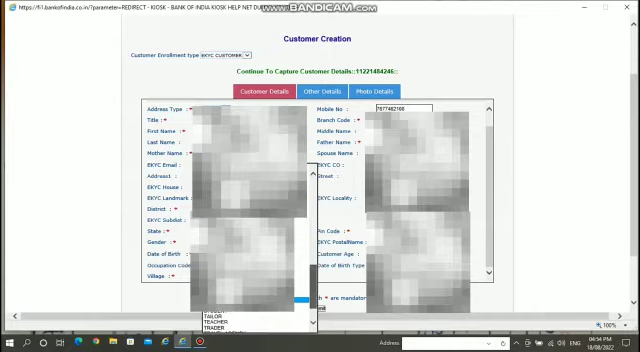 https://fi1.bankofindia.co.in/?parameter=REDIRECT - KIOSK - BANK OF INDIA KIOSK HELP NET
BANDICAM.COM
Customer Creation
Customer Enrollment type EKYC CUSTOMER
Continue To Capture Customer Details::11221484246::
Customer Details Other Details Photo Details
Address Type :* Mobile No : 7677462160
Title :* Branch Code : *
First Name : * Middle Name :
Last Name : Father Name : *
Mother Name : * Spouse Name :
EKYC Email : EKYC CO :
Address1 : Street :
EKYC House :
EKYC Landmark : EKYC Locality :
District : *
EKYC Subdist :
State : * Pin Code : *
Gender : * EKYC PostalName :
Date of Birth : * Customer Age :
Occupation Code : Date of Birth Type :
Village : *
th * are mandator
TAILOR
TEACHER
TRADER
100%
Address
ENG
04:54 PM
18/08/2022